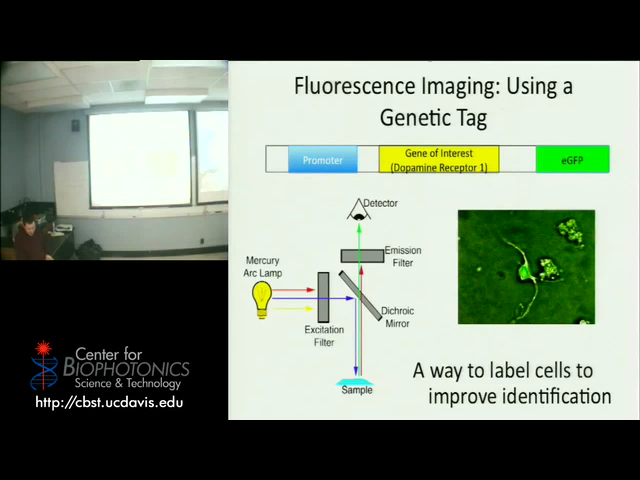 Fluorescence Imaging: Using a
Genetic Tag
Promoter
Gene of Interest
(Dopamine Receptor 1)
eGFP
Detector
Emission
Filter
Mercury
Arc Lamp
Dichroic
Mirror
Excitation
Filter
Sample
A way to label cells to
improve identification
Center for
BIOPHOTONICS
Science & Technology
http://cbst.ucdavis.edu